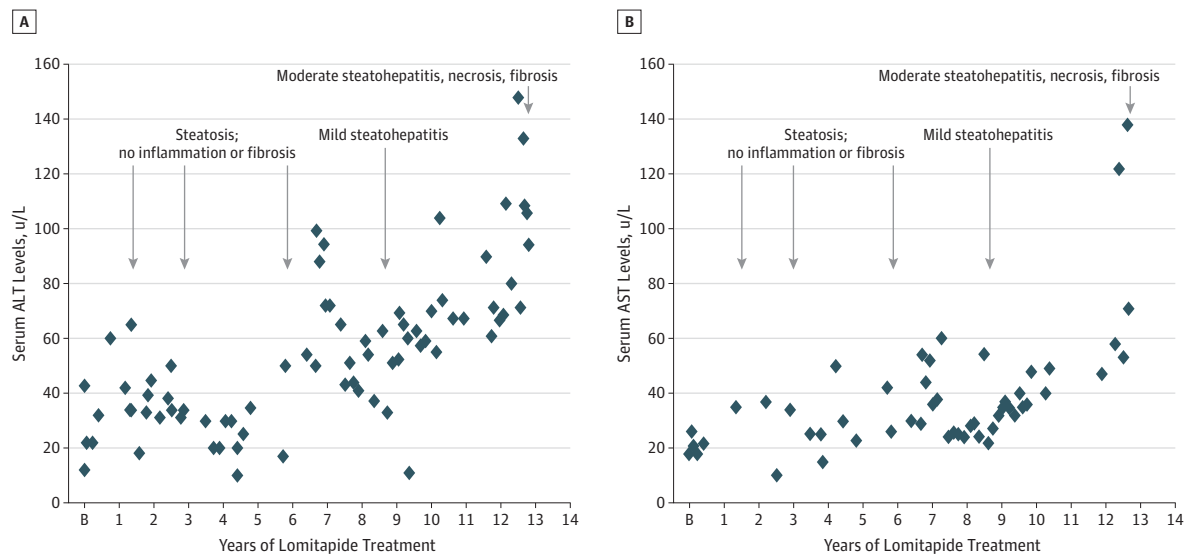 A
160
140
120
100
80
60
40
20
0
Serum ALT Levels, u/L
Moderate steatohepatitis, necrosis, fibrosis
Steatosis;
no inflammation or fibrosis
Mild steatohepatitis
B 1 2 3 4 5 6 7 8 9 10 11 12 13 14
Years of Lomitapide Treatment
B
160
140
120
100
80
60
40
20
0
Serum AST Levels, u/L
Moderate steatohepatitis, necrosis, fibrosis
Steatosis;
no inflammation or fibrosis
Mild steatohepatitis
B 1 2 3 4 5 6 7 8 9 10 11 12 13 14
Years of Lomitapide Treatment